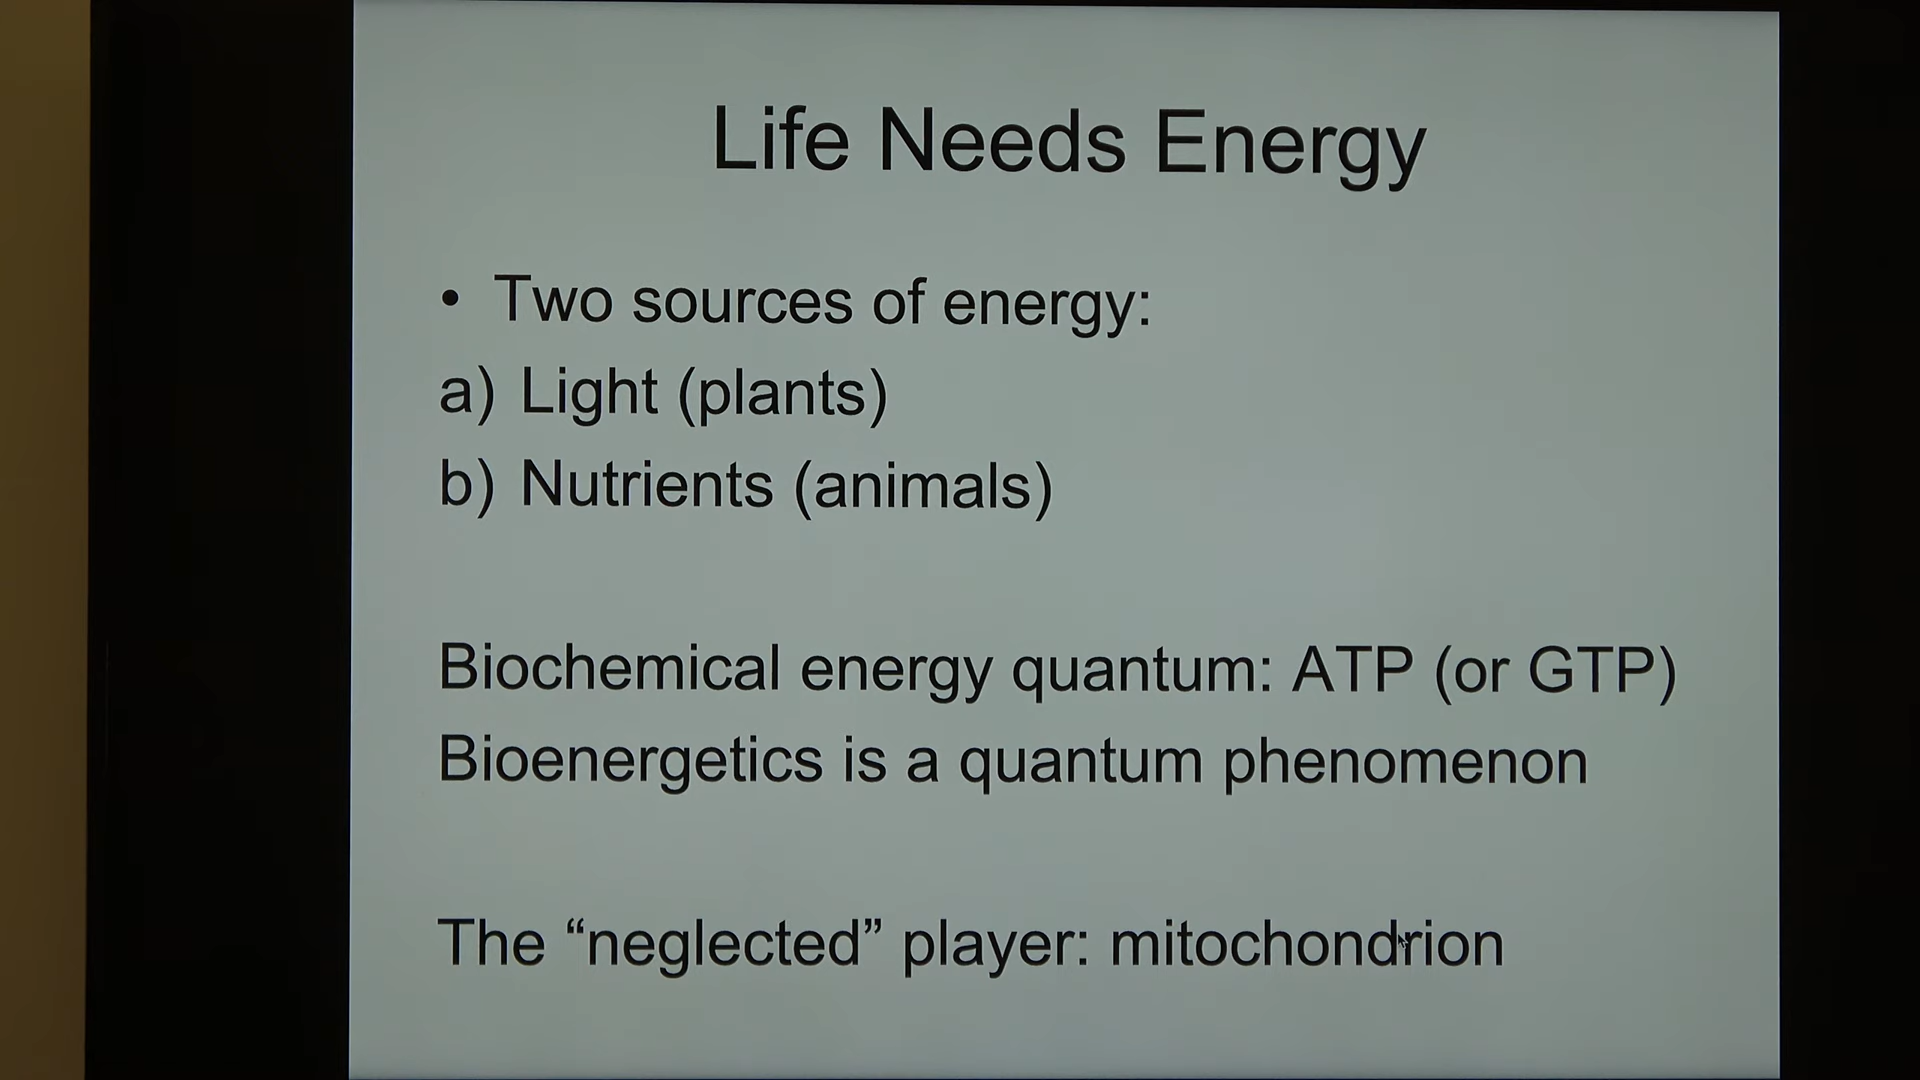 Life Needs Energy
• Two sources of energy:
a) Light (plants)
b) Nutrients (animals)
Biochemical energy quantum: ATP (or GTP)
Bioenergetics is a quantum phenomenon
The “neglected” player: mitochondrion